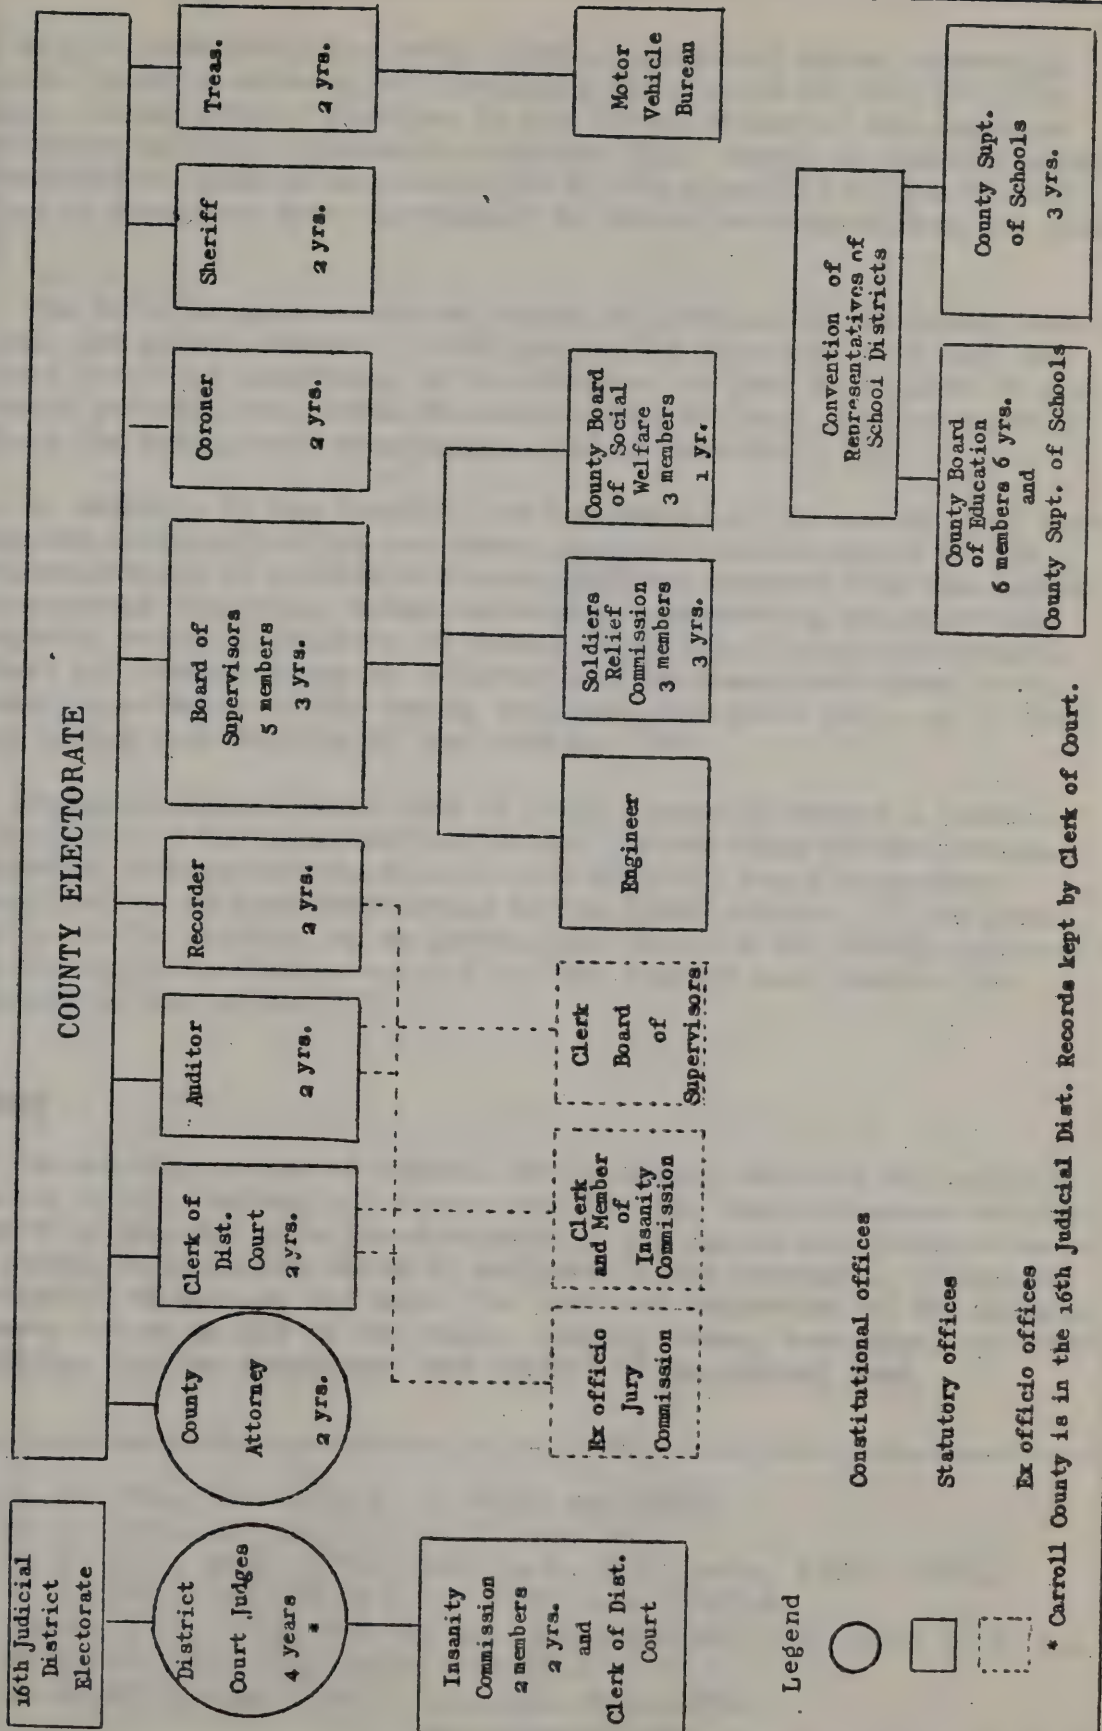 COUNTY ELECTORATE
16th Judicial
District
Electorate
District
Court Judges
4 years
*
County
Attorney
2 yrs.
Clerk of
Dist.
Court
2 yrs.
Auditor
2 yrs.
Recorder
2 yrs.
Board of
Supervisors
5 members
3 yrs.
Coroner
2 yrs.
Sheriff
2 yrs.
Treas.
2 yrs.
Insanity
Commission
2 members
2 yrs.
and
Clerk of Dist.
Court
Ex officio
Jury
Commission
Clerk
and Member
of
Insanity
Commission
Clerk
Board
of
Supervisors
Engineer
Soldiers
Relief
Commission
3 members
3 yrs.
County Board
of Social
Welfare
3 members
1 yr.
Motor
Vehicle
Bureau
Convention of
Representatives of
School Districts
County Board
of Education
6 members 6 yrs.
and
County Supt. of Schools
County Supt.
of Schools
3 yrs.
Legend
Constitutional offices
Statutory offices
Ex officio offices
* Carroll County is in the 16th Judicial Dist. Records kept by Clerk of Court.